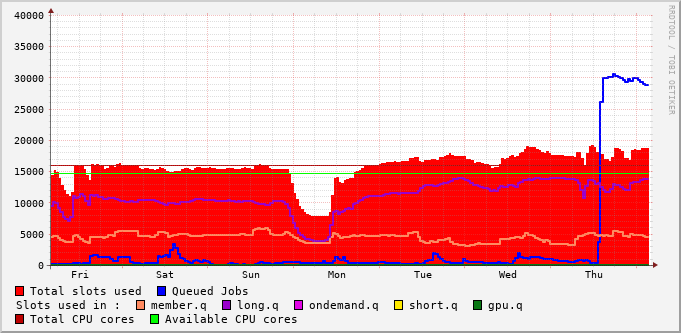 40000
35000
30000
25000
20000
15000
10000
5000
0
Fri Sat Sun Mon Tue Wed Thu
RRDTOOL / TOBI OETIKER
Total slots used Queued Jobs
Slots used in : member.q long.q ondemand.q short.q gpu.q
Total CPU cores Available CPU cores